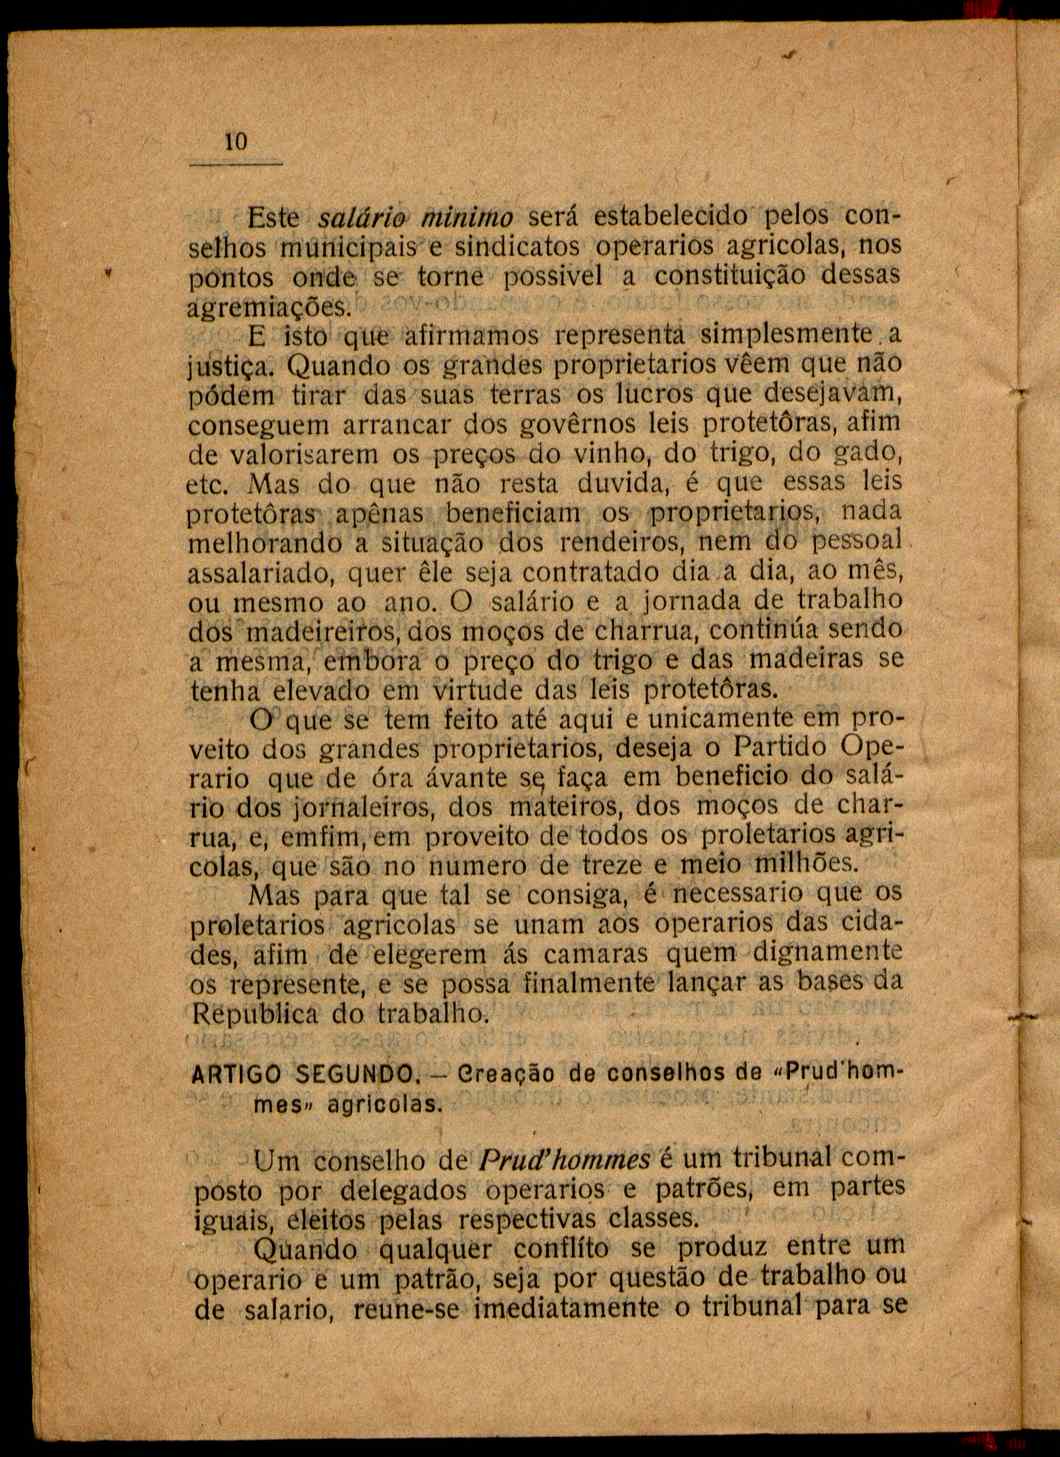 10
Este salário minimo será estabelecido pelos con-
selhos municipais e sindicatos operarios agricolas, nos
pontos onde se torne possivel a constituição dessas
agremiações.
E isto que afirmamos representa simplesmente a
justiça. Quando os grandes proprietarios vêem que não
pódem tirar das suas terras os lucros que desejavam,
conseguem arrancar dos govêrnos leis protetôras, afim
de valorisarem os preços do vinho, do trigo, do gado,
etc. Mas do que não resta duvida, é que essas leis
protetôras apênas beneficiam os proprietarios, nada
melhorando a situação dos rendeiros, nem do pessoal
assalariado, quer êle seja contratado dia a dia, ao mês,
ou mesmo ao ano. O salário e a jornada de trabalho
dos madeireiros, dos moços de charrua, continúa sendo
a mesma, embora o preço do trigo e das madeiras se
tenha elevado em virtude das leis protetôras.
O que se tem feito até aqui e unicamente em pro-
veito dos grandes proprietarios, deseja o Partido Ope-
rario que de óra ávante se faça em beneficio do salá-
rio dos jornaleiros, dos mateiros, dos moços de char-
rua, e, emfim, em proveito de todos os proletarios agri-
colas, que são no numero de treze e meio milhões.
Mas para que tal se consiga, é necessario que os
proletarios agricolas se unam aos operarios das cida-
des, afim de elegerem ás camaras quem dignamente
os represente, e se possa finalmente lançar as bases da
Republica do trabalho.
ARTIGO SEGUNDO. — Creação de conselhos de «Prud'hom-
mes» agricolas.
Um conselho de Prud'hommes é um tribunal com-
posto por delegados operarios e patrões, em partes
iguais, eleitos pelas respectivas classes.
Quando qualquer conflíto se produz entre um
operario e um patrão, seja por questão de trabalho ou
de salario, reune-se imediatamente o tribunal para se